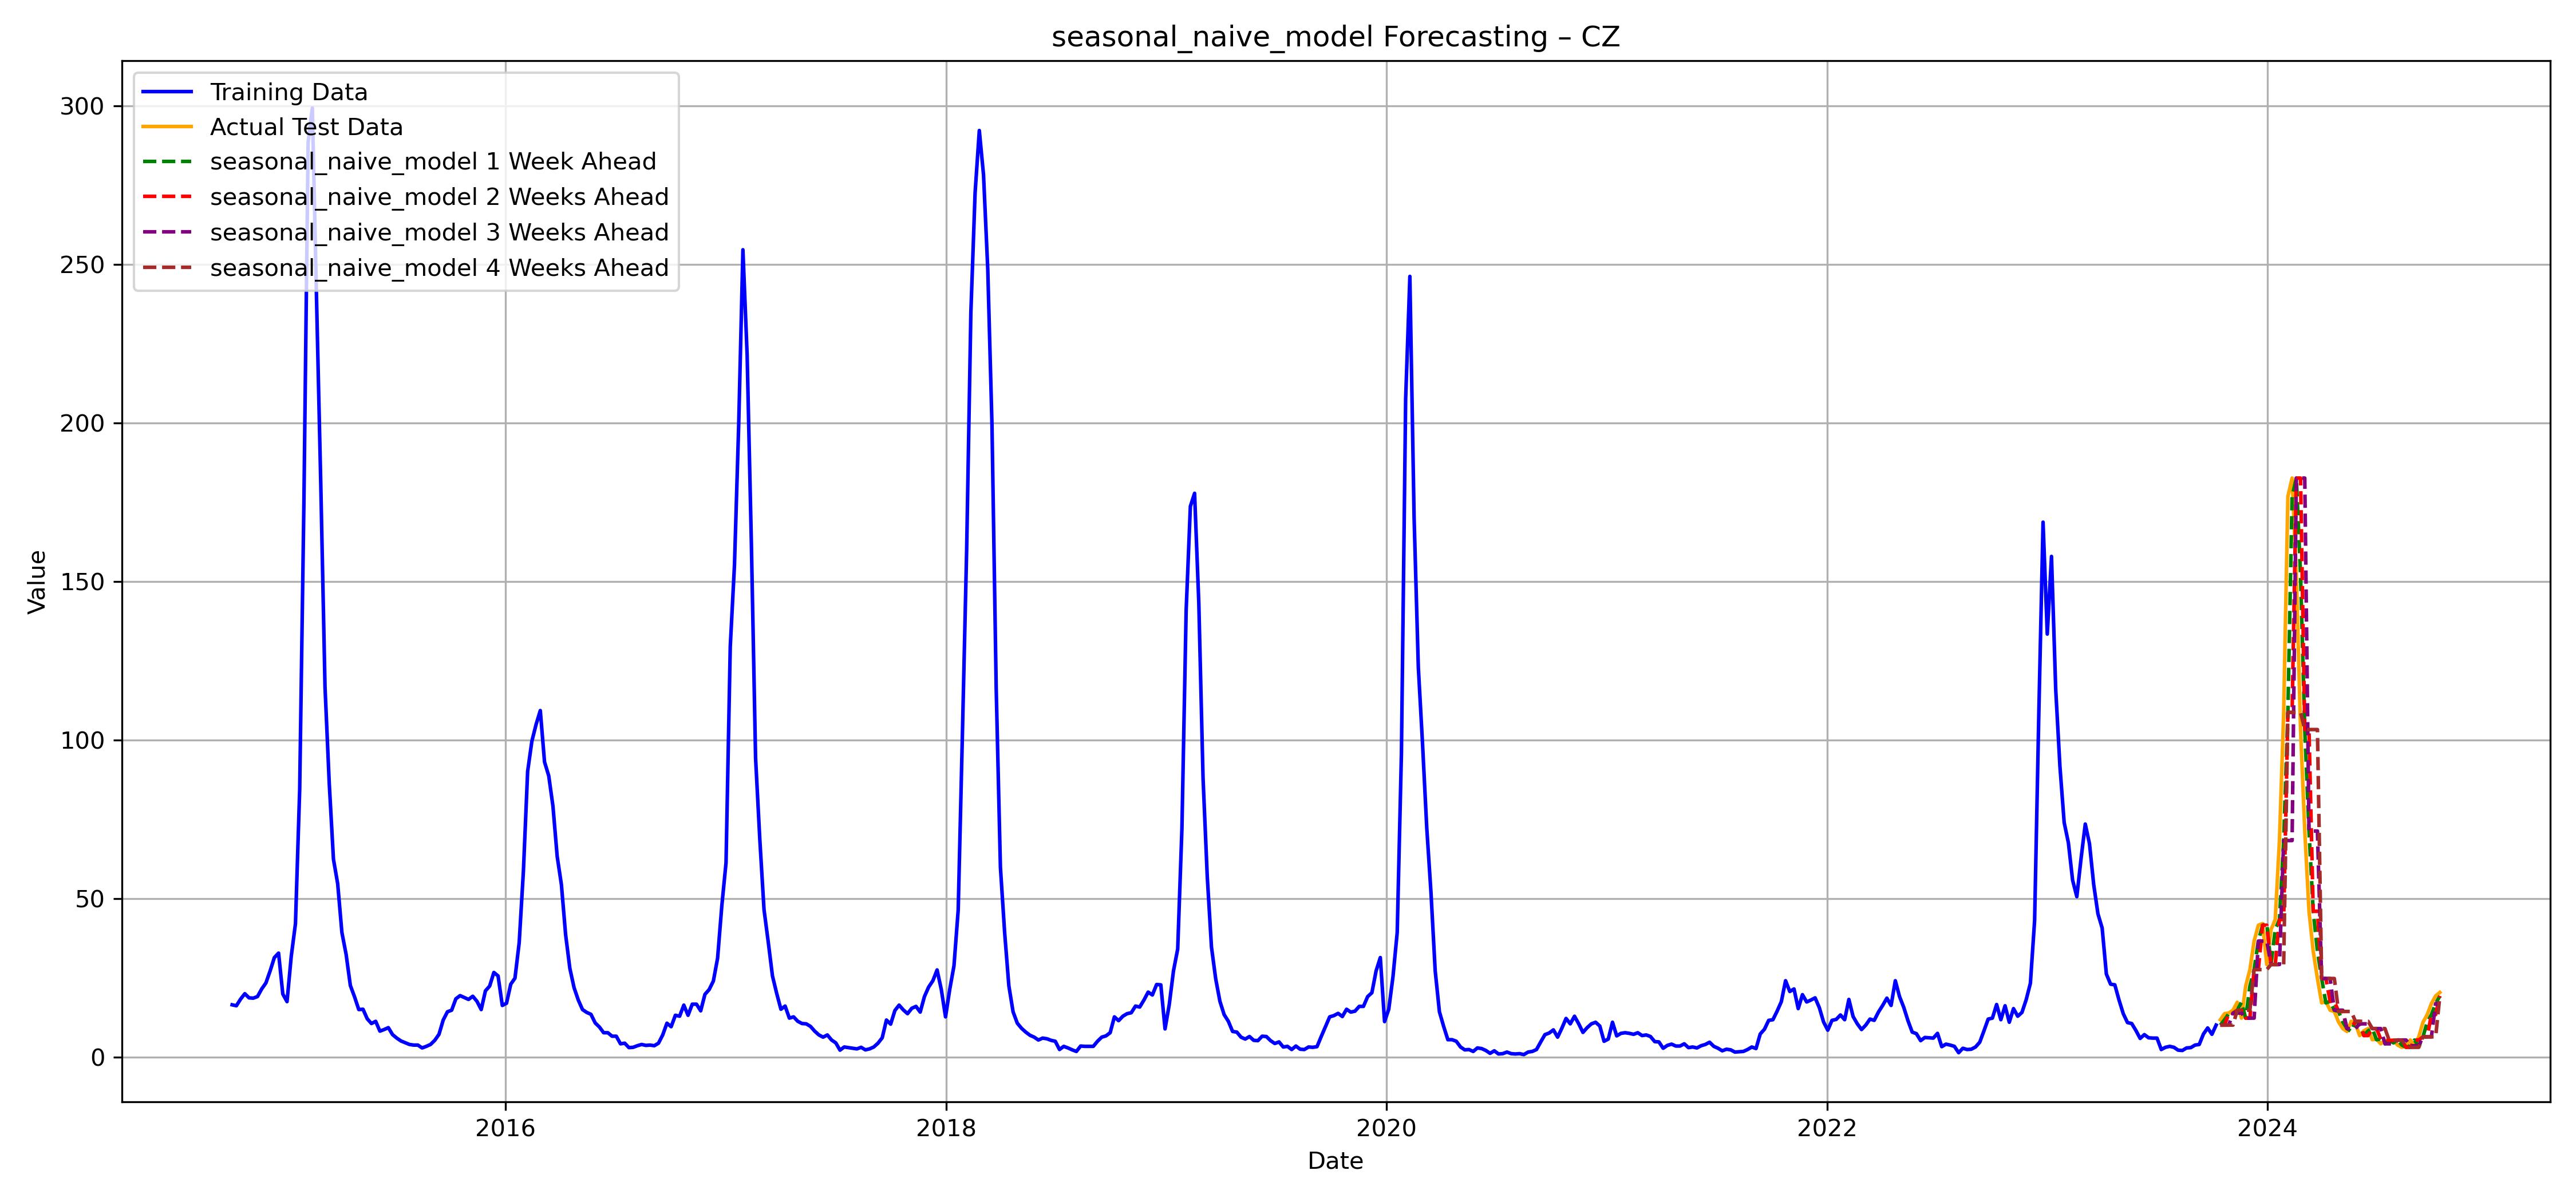 seasonal_naive_model Forecasting – CZ
Training Data
Actual Test Data
seasonal_naive_model 1 Week Ahead
seasonal_naive_model 2 Weeks Ahead
seasonal_naive_model 3 Weeks Ahead
seasonal_naive_model 4 Weeks Ahead
300
250
200
150
100
50
0
Value
2016
2018
2020
2022
2024
Date